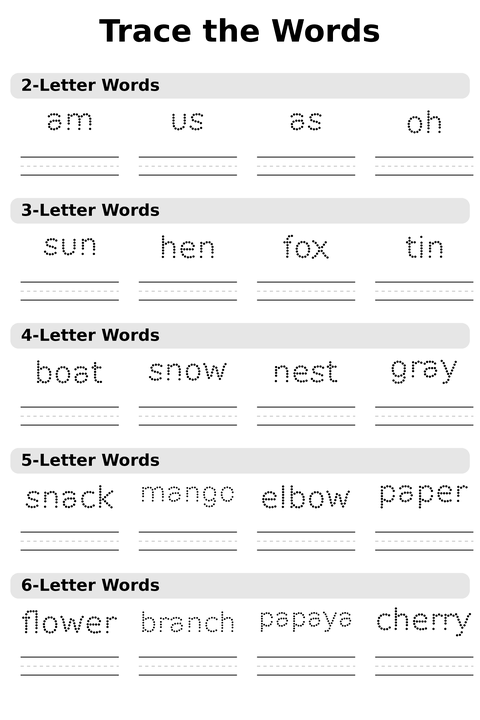 Trace the Words
2-Letter Words
am us as oh
3-Letter Words
sun hen fox tin
4-Letter Words
boat snow nest gray
5-Letter Words
snack mango elbow paper
6-Letter Words
flower branch papaya cherry